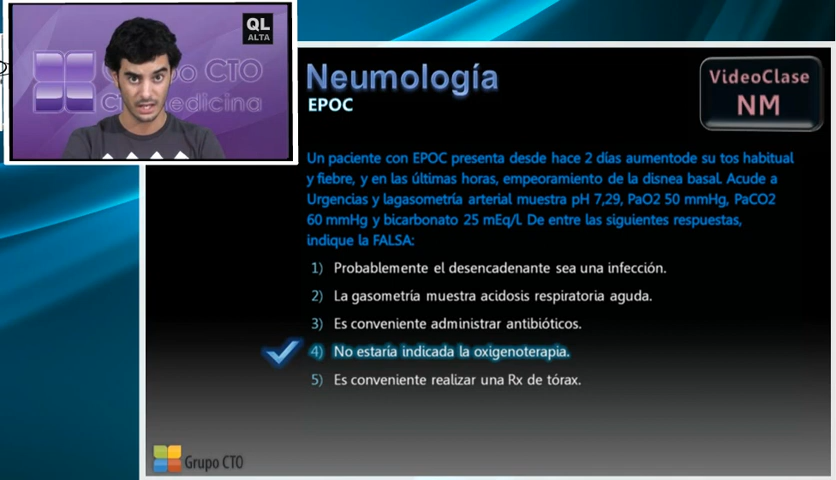 QL
ALTA
Grupo CTO
CTO Medicina
Neumología
EPOC
VideoClase
NM
Un paciente con EPOC presenta desde hace 2 días aumentode su tos habitual
y fiebre, y en las últimas horas, empeoramiento de la disnea basal. Acude a
Urgencias y lagasometría arterial muestra pH 7,29, PaO2 50 mmHg, PaCO2
60 mmHg y bicarbonato 25 mEq/l. De entre las siguientes respuestas,
indique la FALSA:
1) Probablemente el desencadenante sea una infección.
2) La gasometría muestra acidosis respiratoria aguda.
3) Es conveniente administrar antibióticos.
4) No estaría indicada la oxigenoterapia.
5) Es conveniente realizar una Rx de tórax.
Grupo CTO